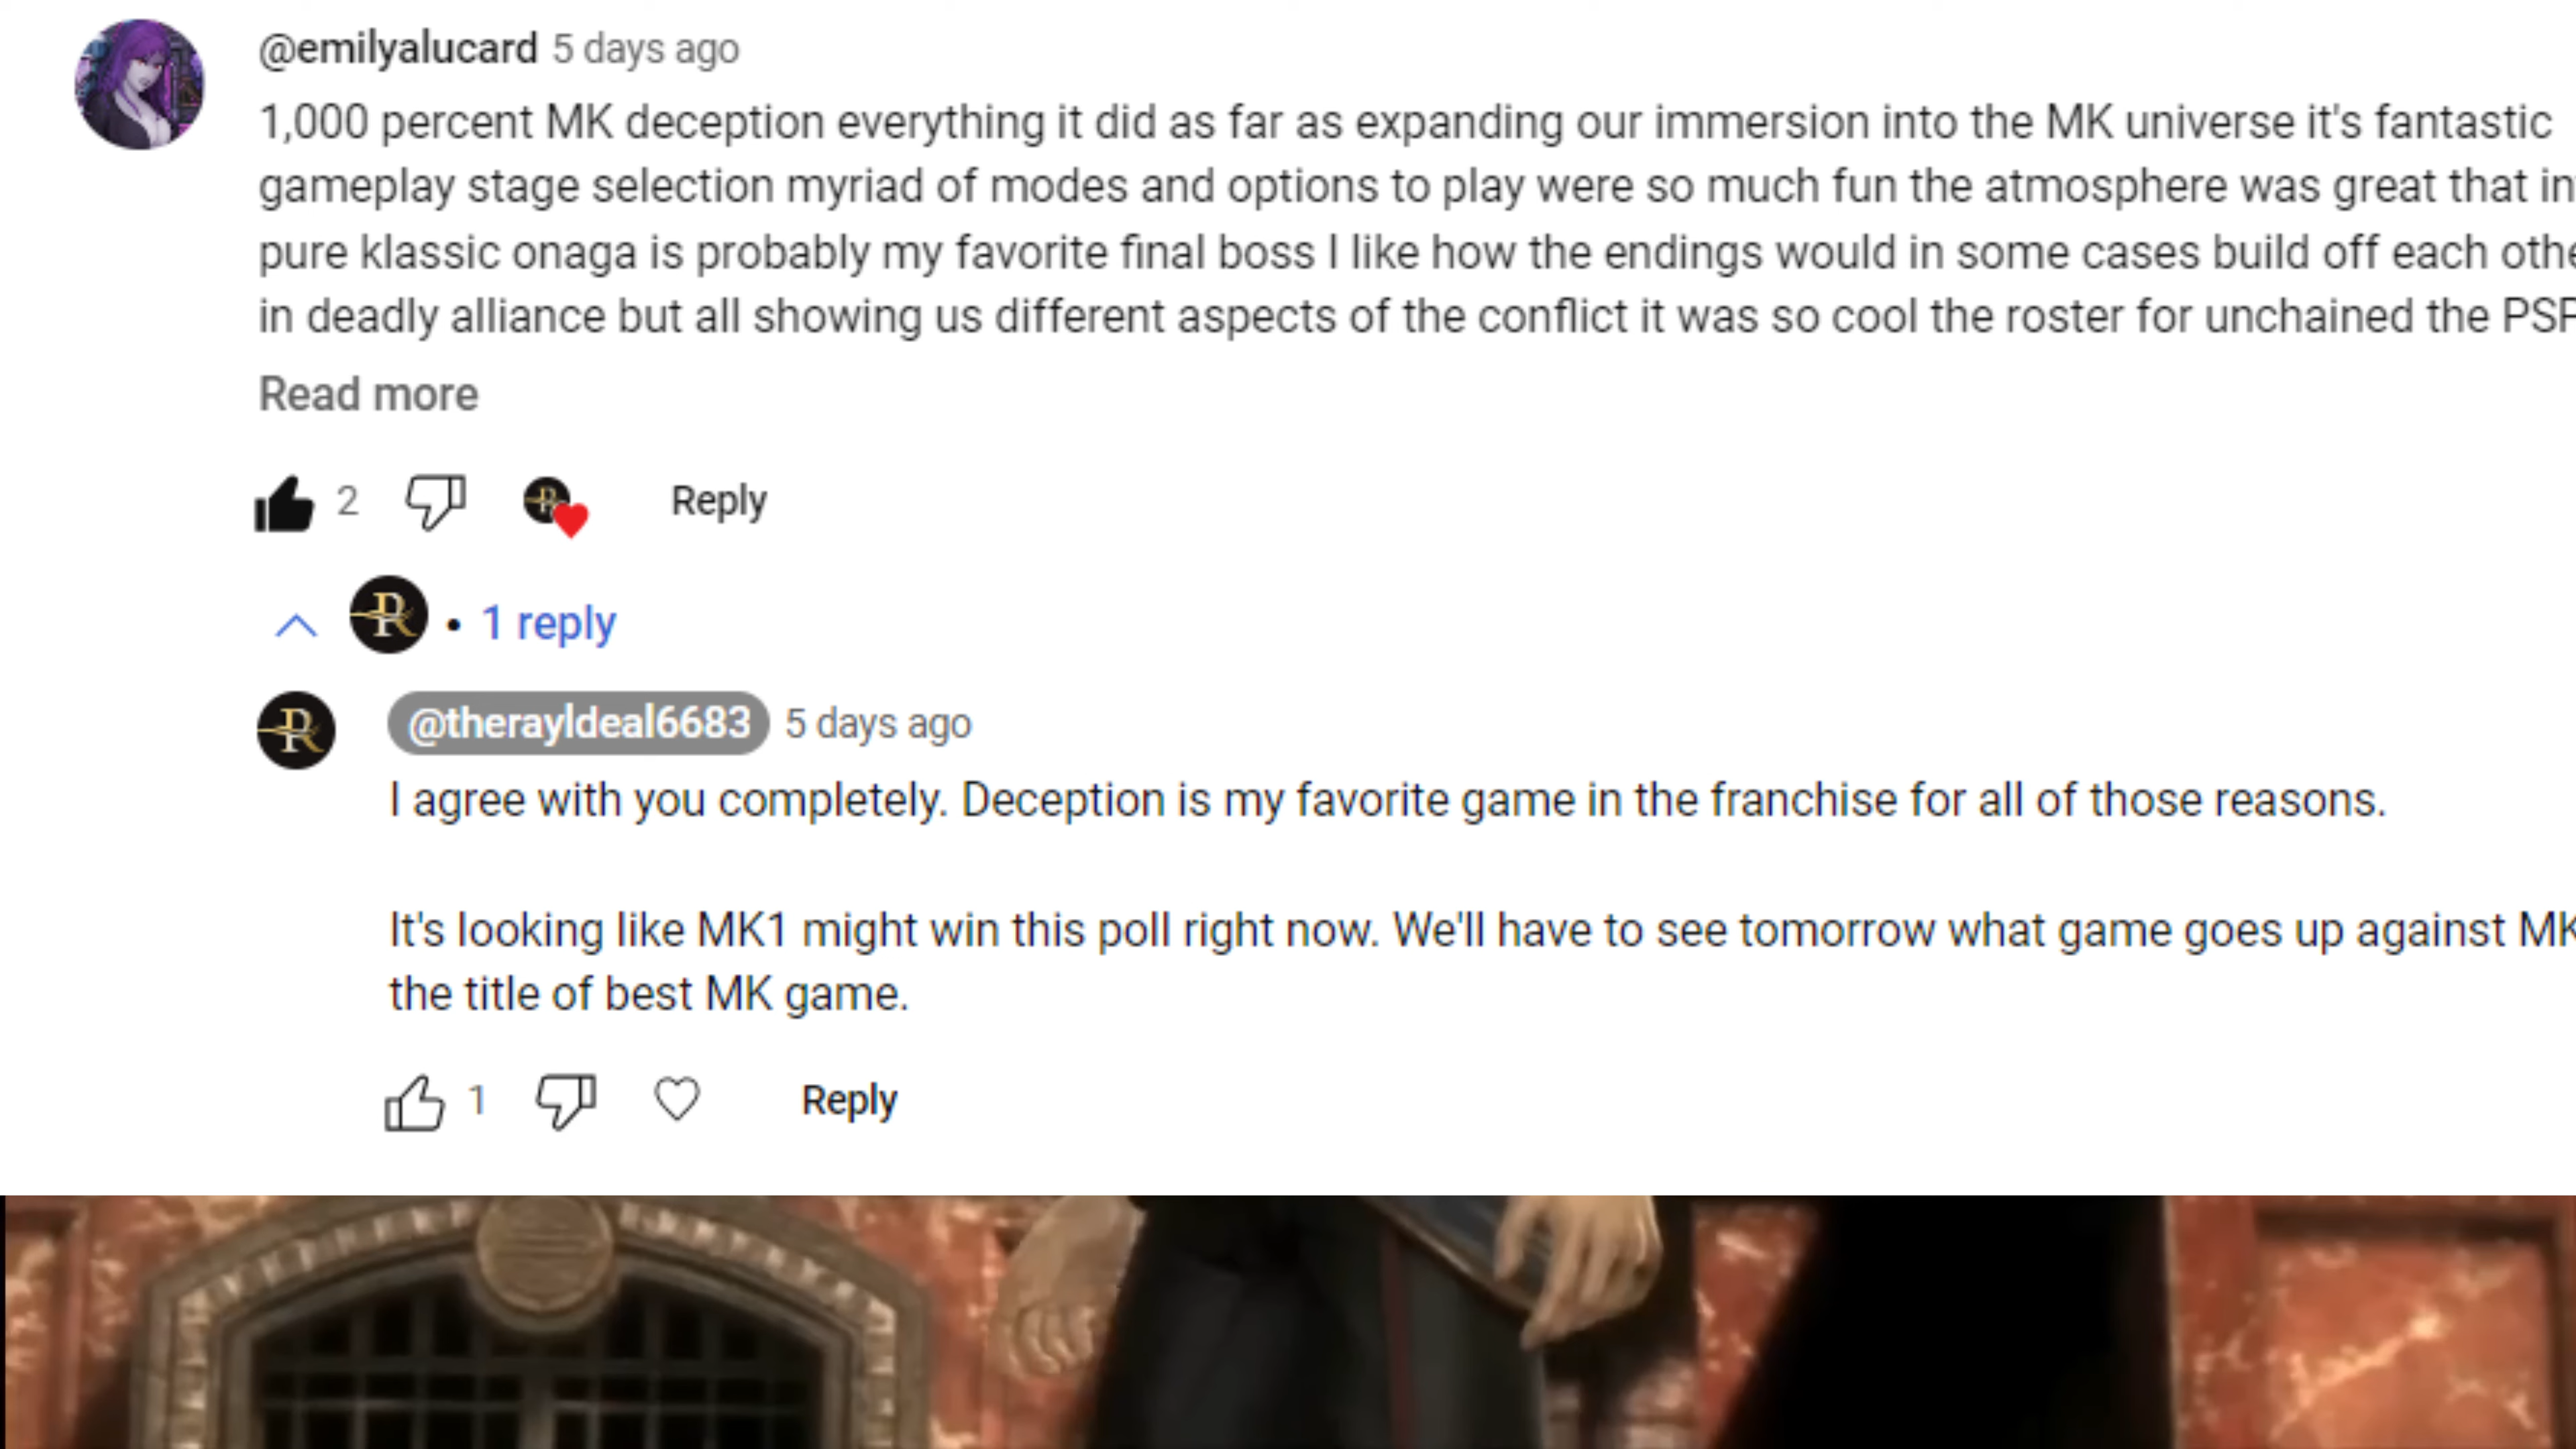 @emilyalucard 5 days ago
1,000 percent MK deception everything it did as far as expanding our immersion into the MK universe it's fantastic
gameplay stage selection myriad of modes and options to play were so much fun the atmosphere was great that
pure klassic onaga is probably my favorite final boss I like how the endings would in some cases build off each
in deadly alliance but all showing us different aspects of the conflict it was so cool the roster for unchained the
Read more
2 Reply
1 reply
@therayldeal6683 5 days ago
I agree with you completely. Deception is my favorite game in the franchise for all of those reasons.
It's looking like MK1 might win this poll right now. We'll have to see tomorrow what game goes up against
the title of best MK game.
1 Reply